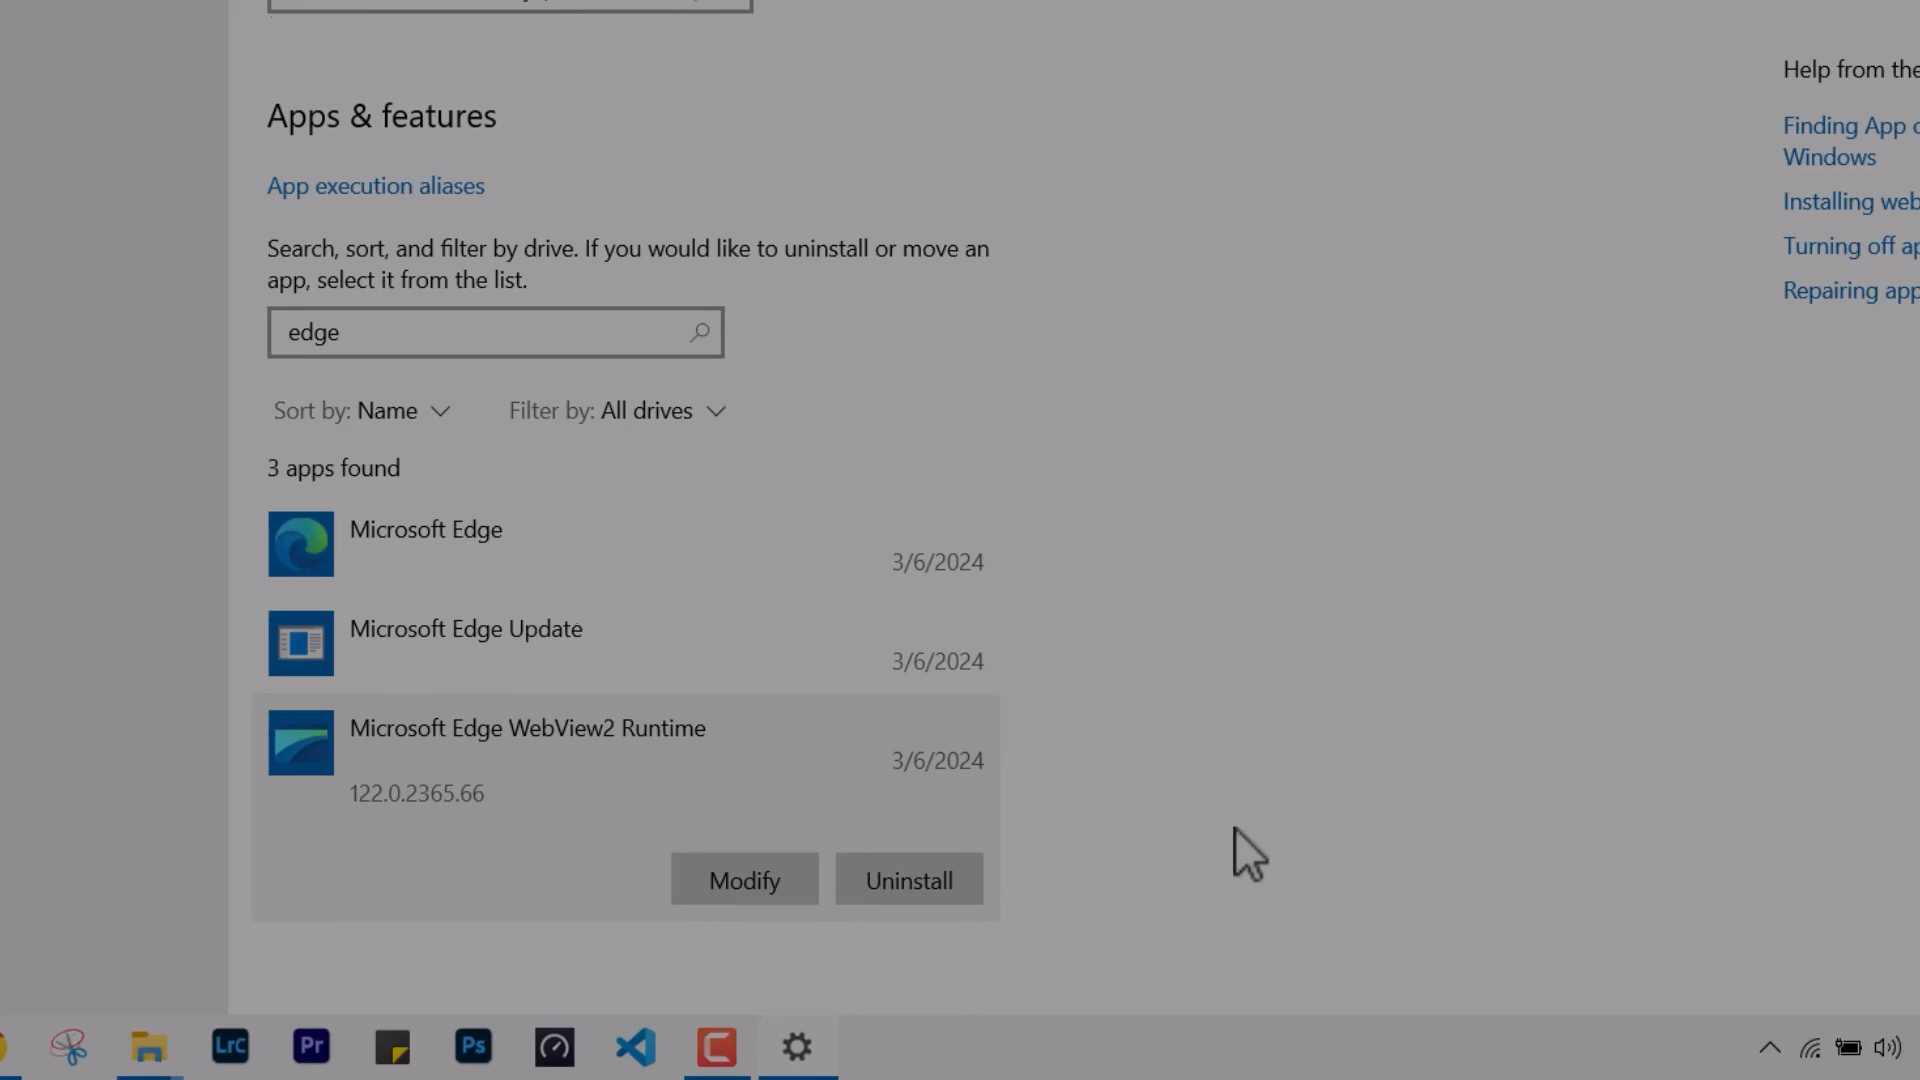 Apps & features
App execution aliases
Search, sort, and filter by drive. If you would like to uninstall or move an
app, select it from the list.
edge
Sort by: Name
Filter by: All drives
3 apps found
Microsoft Edge
3/6/2024
Microsoft Edge Update
3/6/2024
Microsoft Edge WebView2 Runtime
3/6/2024
122.0.2365.66
Modify
Uninstall
Help from the
Finding App
Windows
Installing
Turning off
Repairing
LrC
Pr
Ps